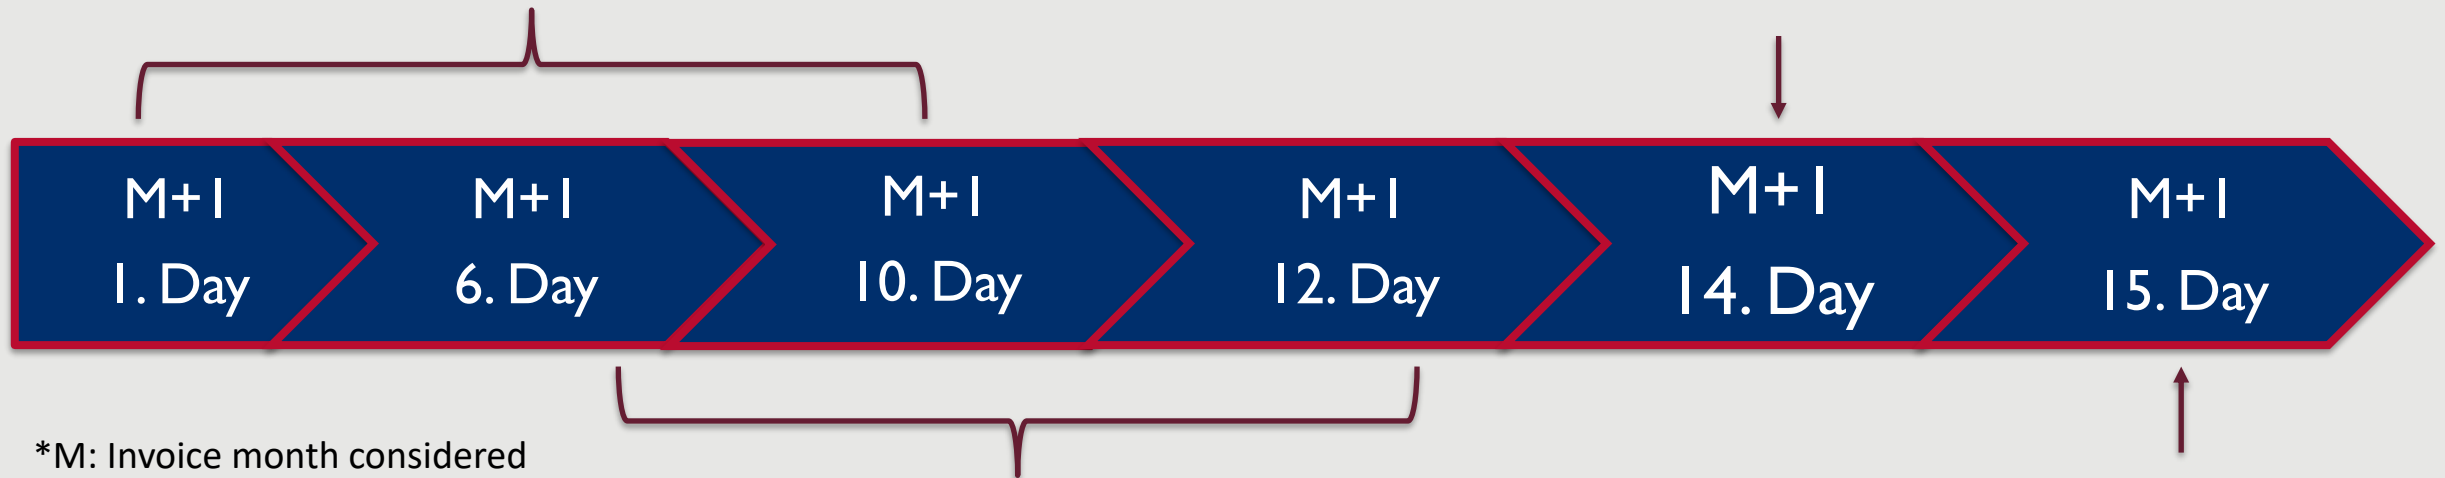 M+1
1. Day
M+1
6. Day
M+1
10. Day
M+1
12. Day
M+1
14. Day
M+1
15. Day
*M: Invoice month considered